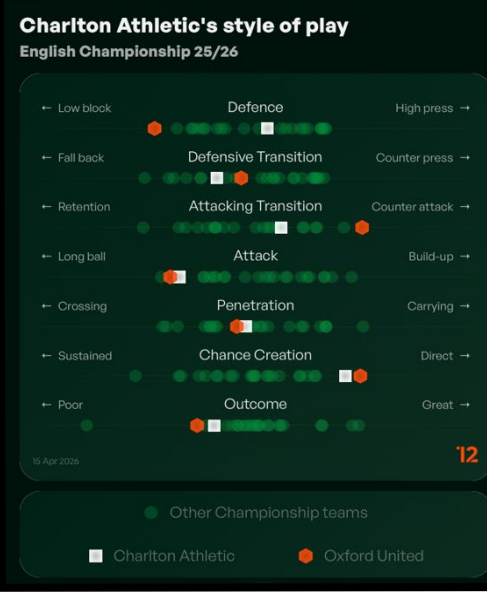 Charlton Athletic's style of play
English Championship 25/26
← Low block Defence High press →
← Fall back Defensive Transition Counter press →
← Retention Attacking Transition Counter attack →
← Long ball Attack Build-up →
← Crossing Penetration Carrying →
← Sustained Chance Creation Direct →
← Poor Outcome Great →
15 Apr 2026 '12
Other Championship teams
Charlton Athletic Oxford United